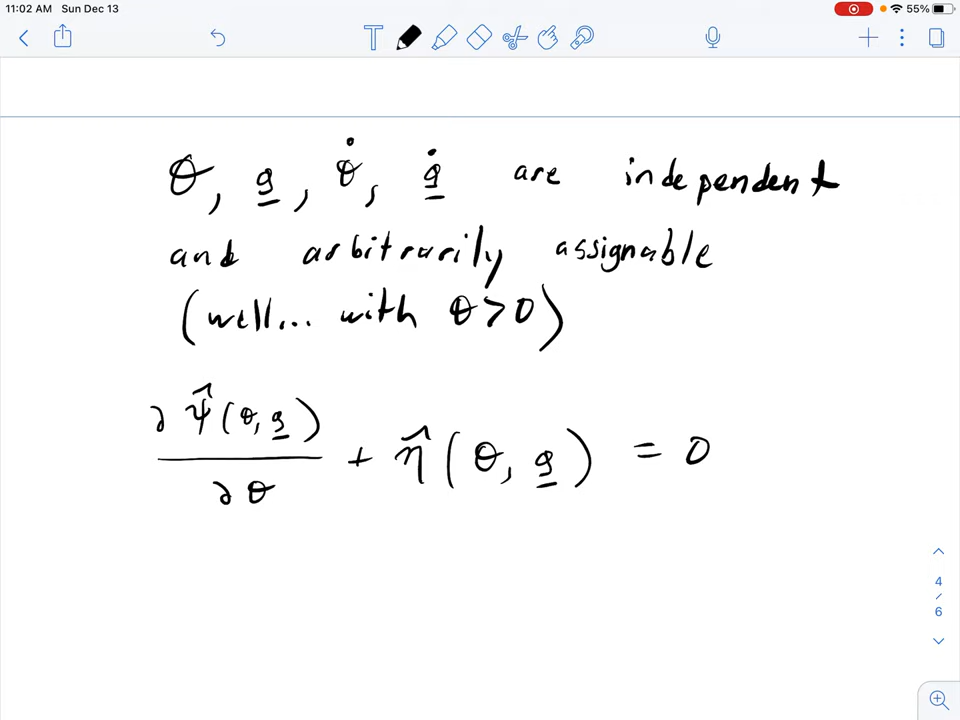 11:02 AM Sun Dec 13 55%
T
θ, g̲, θ̇, ġ̲ are independent
and arbitrarily assignable
(well... with θ > 0)
∂ψ̂(θ, g̲)/∂θ + η̂(θ, g̲) = 0
4
/
6